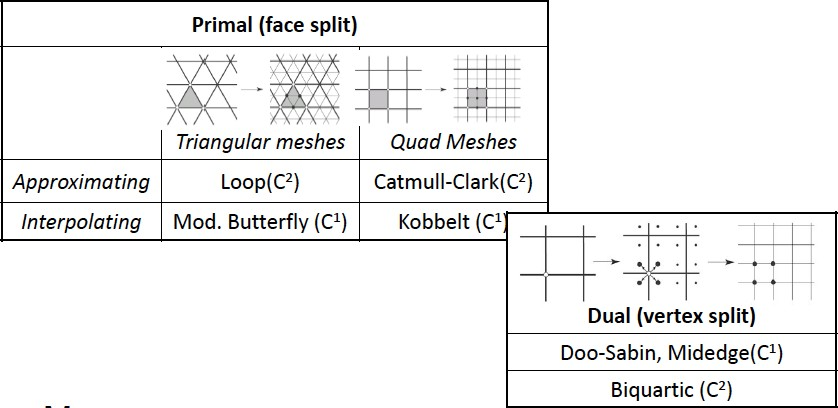 Primal (face split)
Triangular meshes Quad Meshes
Approximating Loop(C²) Catmull-Clark(C²)
Interpolating Mod. Butterfly (C¹) Kobbelt (C¹)
Dual (vertex split)
Doo-Sabin, Midedge(C¹)
Biquartic (C²)